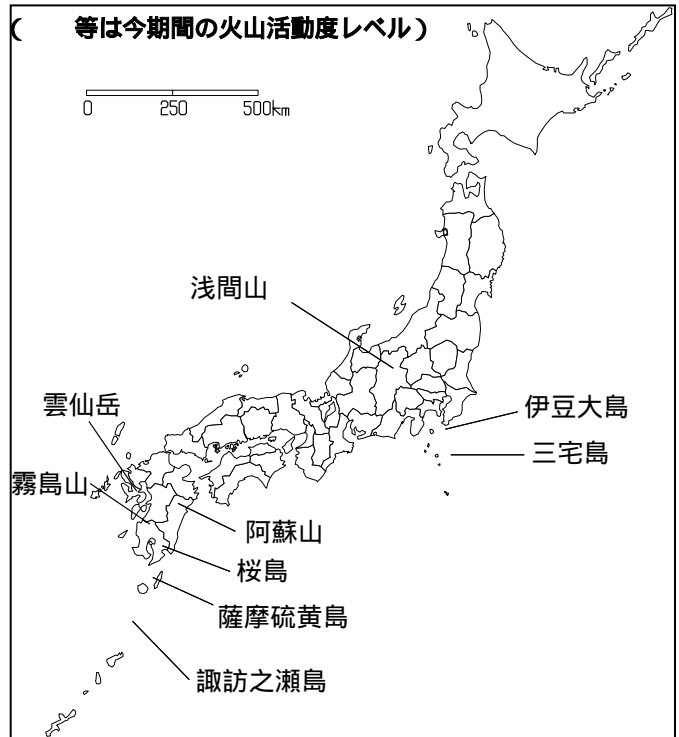 (　　等は今期間の火山活動度レベル)
0 250 500km
浅間山
雲仙岳
伊豆大島
三宅島
霧島山
阿蘇山
桜島
薩摩硫黄島
諏訪之瀬島